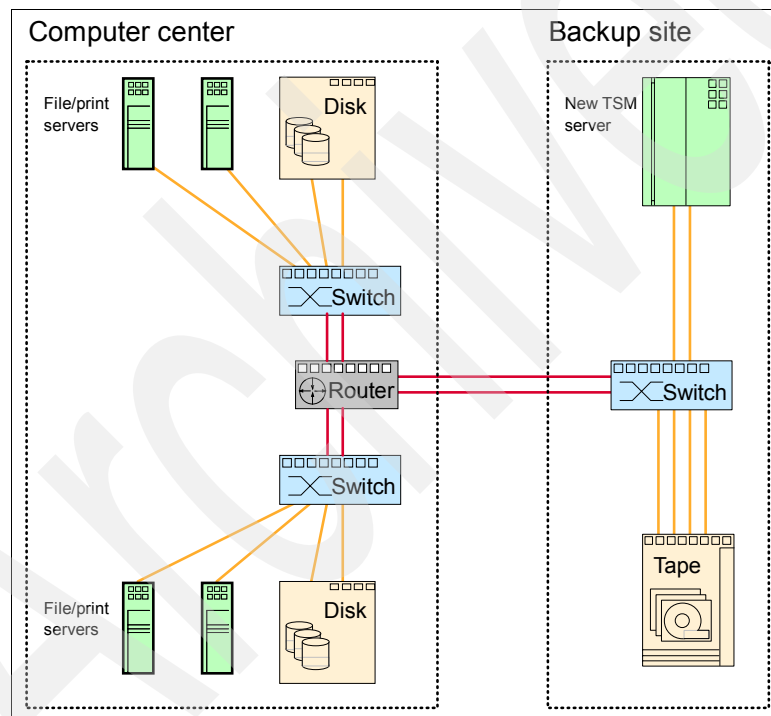 Computer center
Backup site
File/print
servers
Disk
New TSM
server
Switch
Router
Switch
Switch
File/print
servers
Disk
Tape
Archive